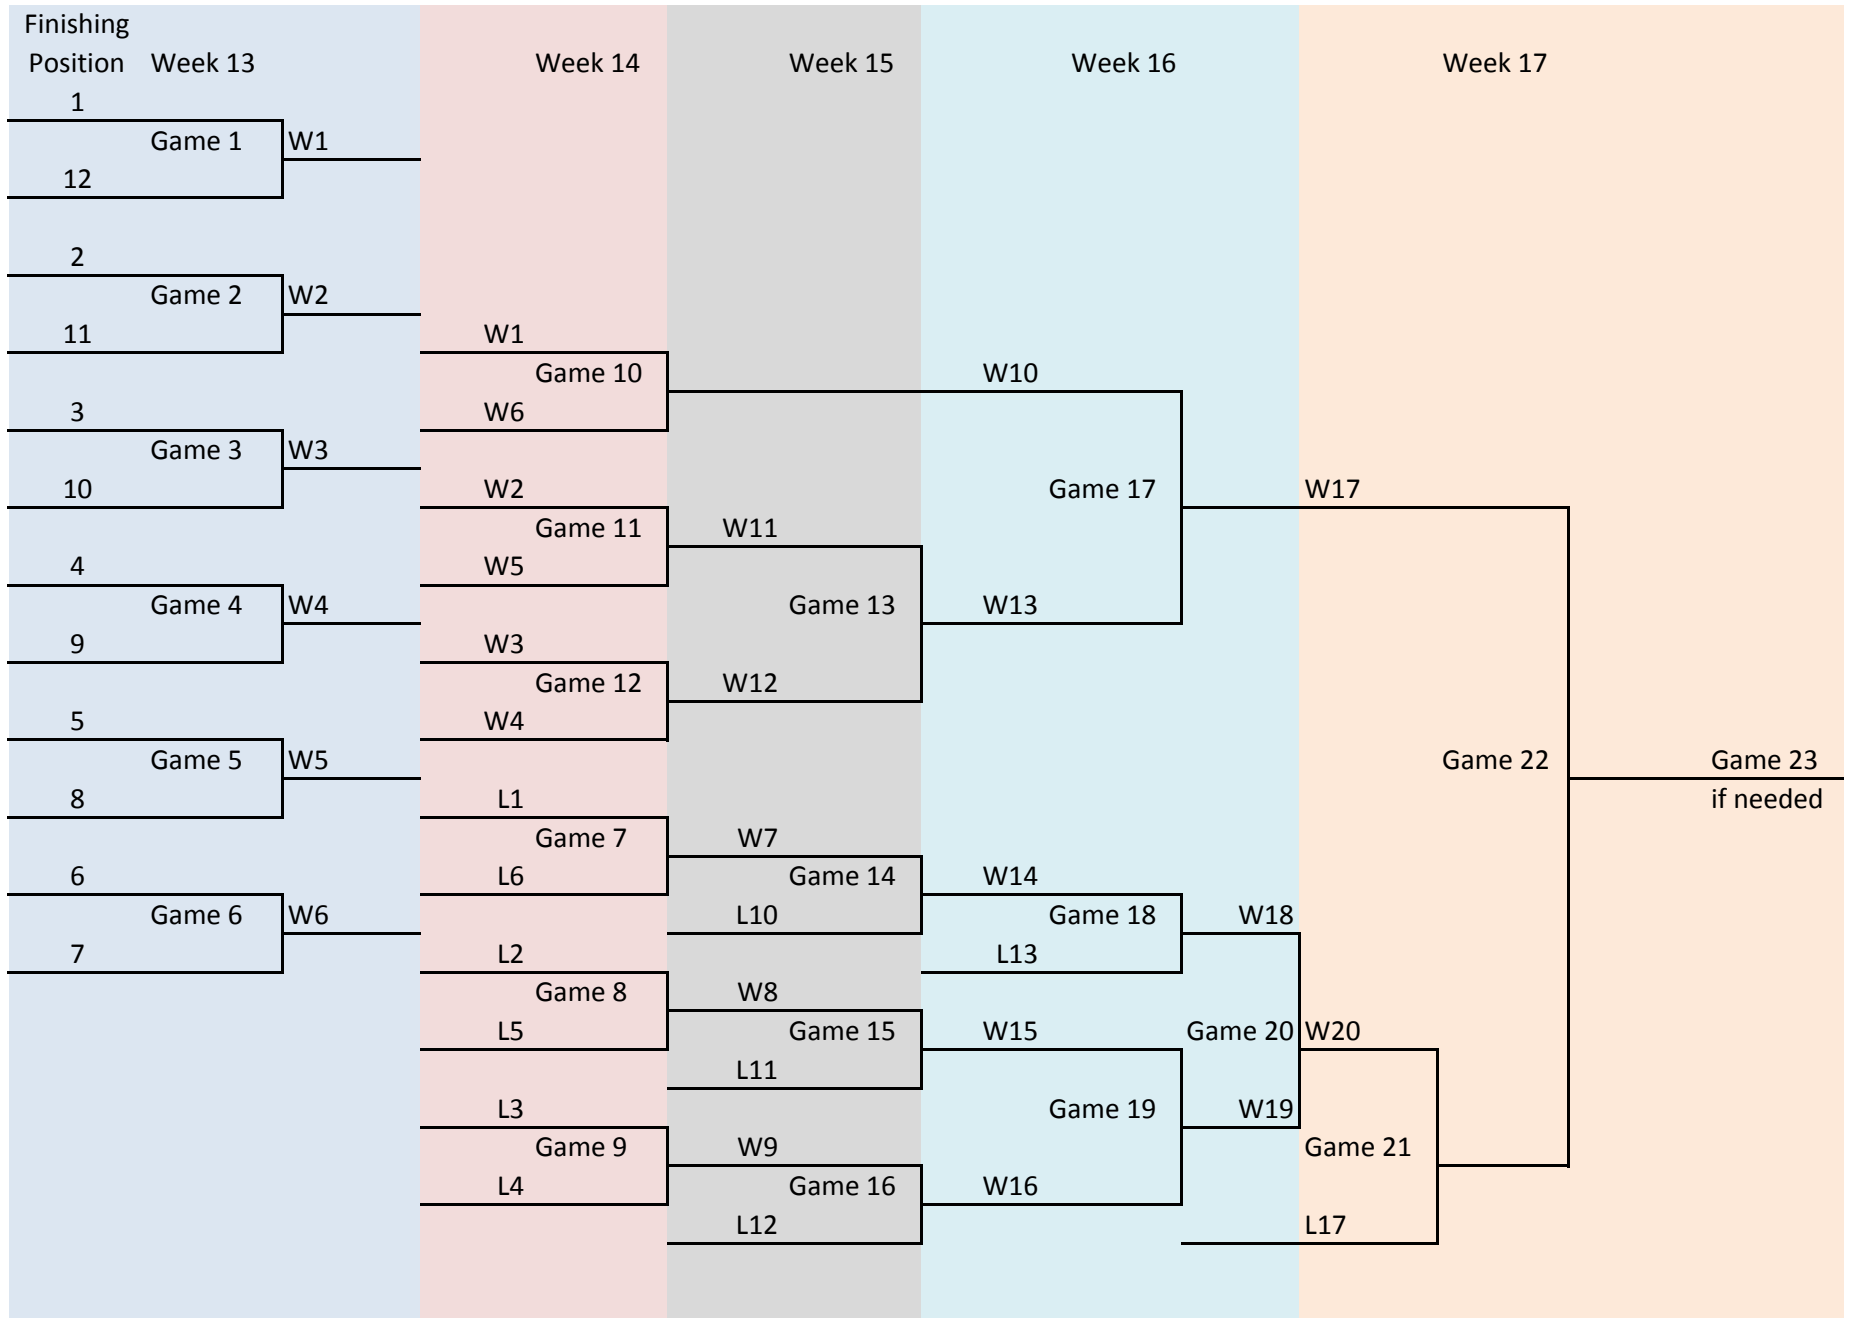 Finishing
Position Week 13 Week 14 Week 15 Week 16 Week 17
1
Game 1 W1
12
2
Game 2 W2
11 W1
Game 10 W10
3 W6
Game 3 W3
10 W2 Game 17 W17
Game 11 W11
4 W5
Game 4 W4 Game 13 W13
9 W3
Game 12 W12
5 W4
Game 5 W5 Game 22 Game 23
8 L1 if needed
Game 7 W7
6 L6 Game 14 W14
Game 6 W6 L10 Game 18 W18
7 L2 L13
Game 8 W8
L5 Game 15 W15 Game 20 W20
L11
L3 Game 19 W19
Game 9 W9 Game 21
L4 Game 16 W16
L12 L17